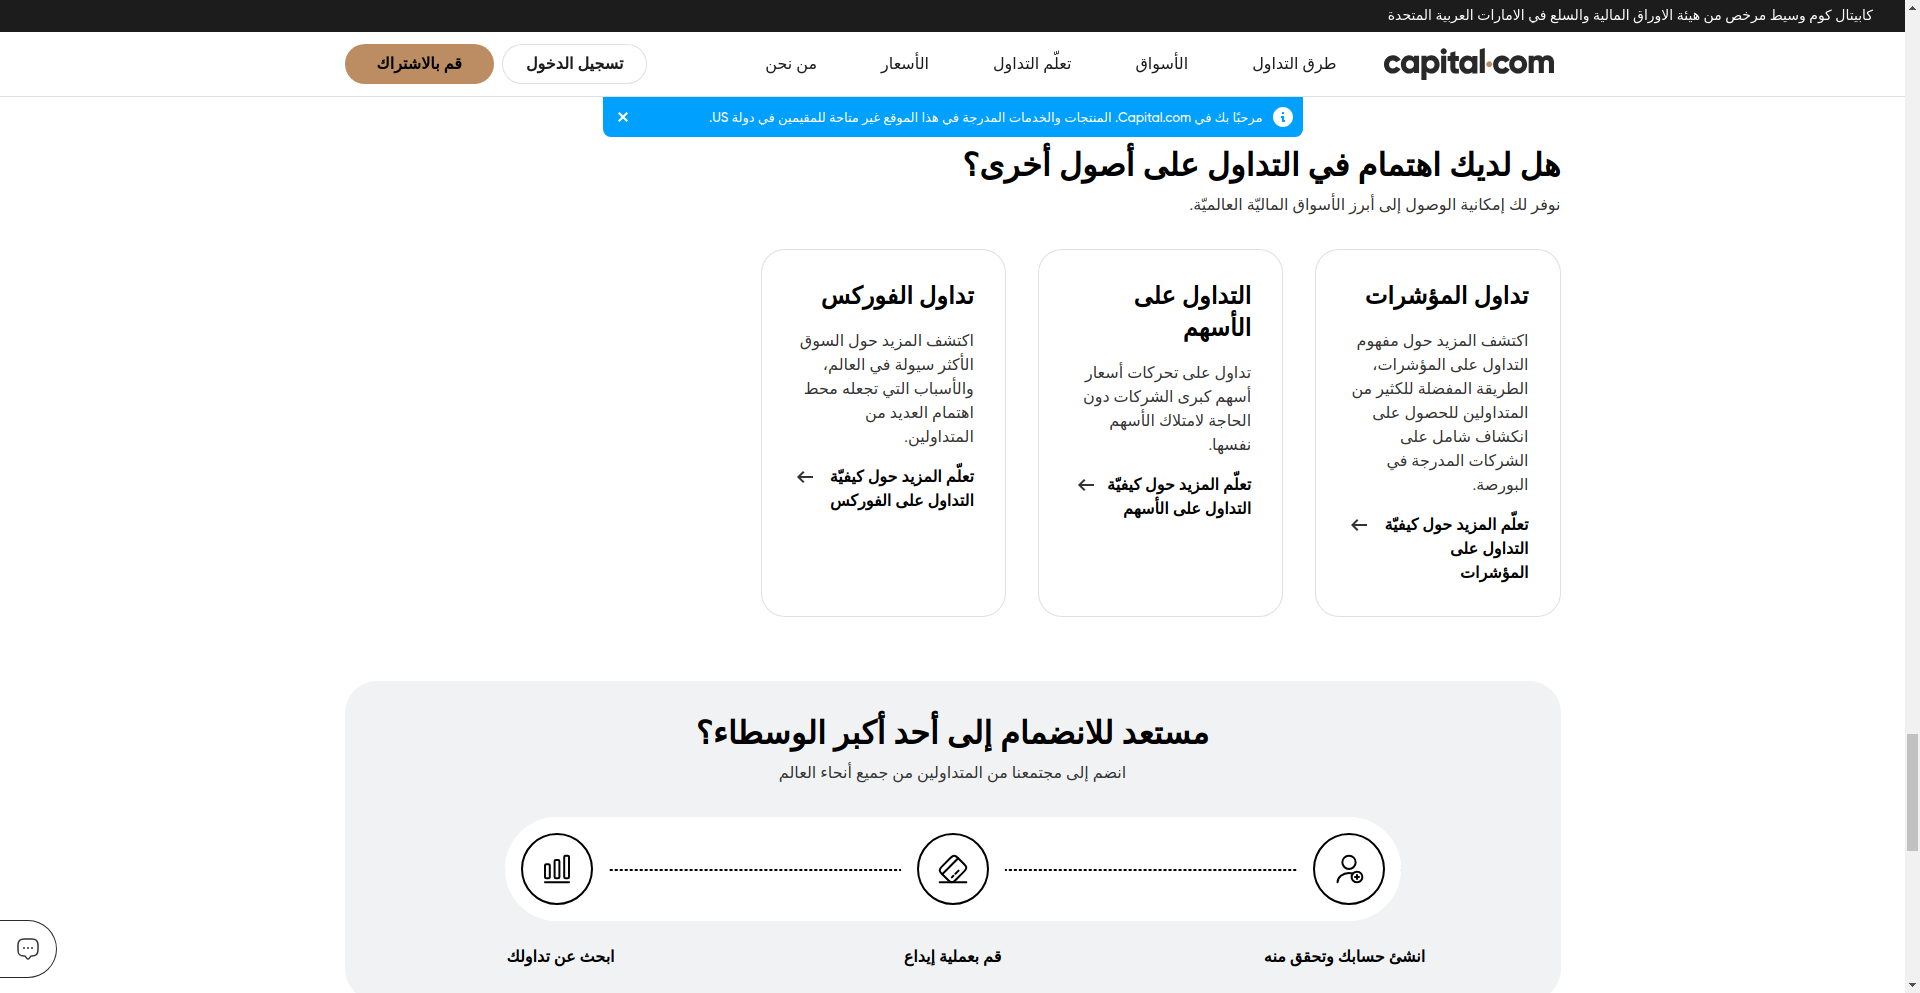 كابيتال كوم وسيط مرخص من هيئة الاوراق المالية والسلع في الامارات العربية المتحدة
capital.com
طرق التداول
الأسواق
تعلّم التداول
الأسعار
من نحن
تسجيل الدخول
قم بالاشتراك
مرحبًا بك في Capital.com. المنتجات والخدمات المدرجة في هذا الموقع غير متاحة للمقيمين في دولة US.
هل لديك اهتمام في التداول على أصول أخرى؟
نوفر لك إمكانية الوصول إلى أبرز الأسواق الماليّة العالميّة.
تداول المؤشرات
اكتشف المزيد حول مفهوم
التداول على المؤشرات،
الطريقة المفضلة للكثير من
المتداولين للحصول على
انكشاف شامل على
الشركات المدرجة في
البورصة.
تعلّم المزيد حول كيفيّة
التداول على
المؤشرات
التداول على
الأسهم
تداول على تحركات أسعار
أسهم كبرى الشركات دون
الحاجة لامتلاك الأسهم
نفسها.
تعلّم المزيد حول كيفيّة
التداول على الأسهم
تداول الفوركس
اكتشف المزيد حول السوق
الأكثر سيولة في العالم،
والأسباب التي تجعله محط
اهتمام العديد من
المتداولين.
تعلّم المزيد حول كيفيّة
التداول على الفوركس
مستعد للانضمام إلى أحد أكبر الوسطاء؟
انضم إلى مجتمعنا من المتداولين من جميع أنحاء العالم
انشئ حسابك وتحقق منه
قم بعملية إيداع
ابحث عن تداولك